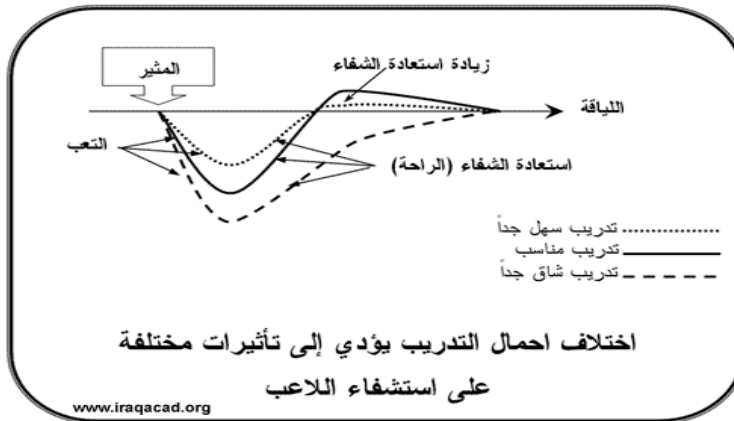 زيادة استعادة الشفاء
المثير
اللياقة
التعب
استعادة الشفاء (الراحة)
تدريب سهل جداً
تدريب مناسب
تدريب شاق جداً
اختلاف احمال التدريب يؤدي إلى تأثيرات مختلفة
على استشفاء اللاعب
www.iraqacad.org